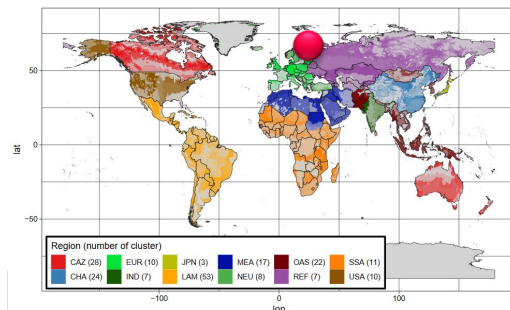 50
0
−50
lat
Region (number of cluster)
CAZ (28) EUR (10) JPN (3) MEA (17) OAS (22) SSA (11)
CHA (24) IND (7) LAM (53) NEU (8) REF (7) USA (10)
−100 0 100
lon